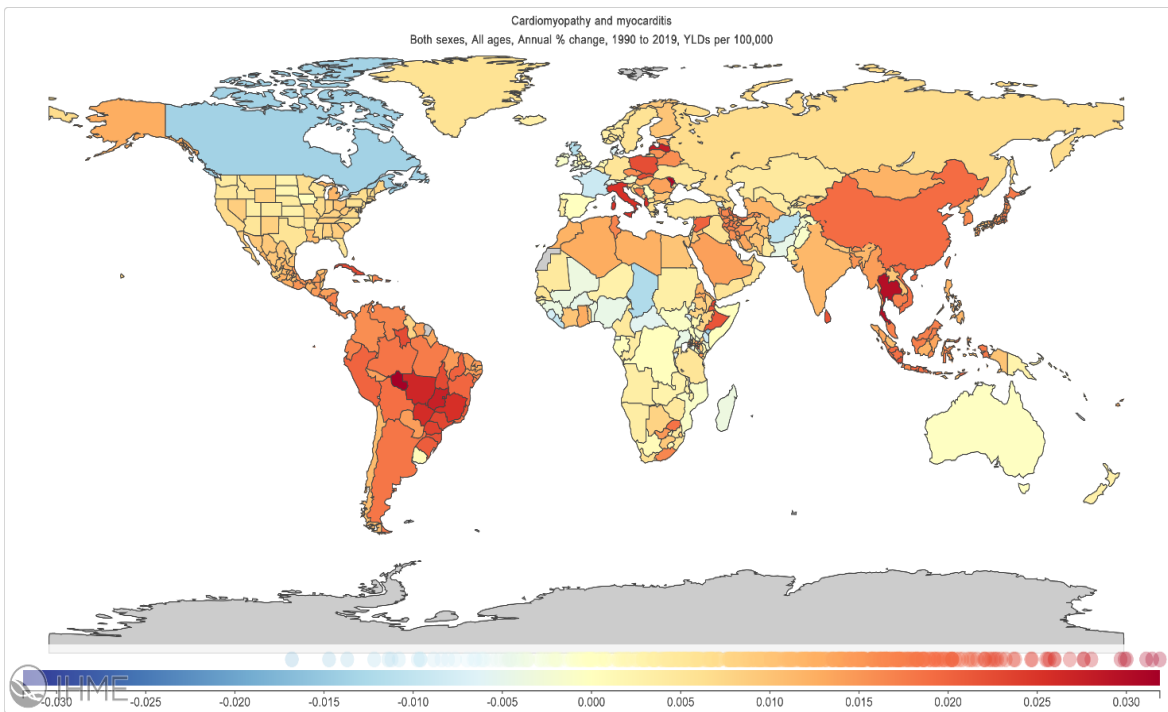 Cardiomyopathy and myocarditis
Both sexes, All ages, Annual % change, 1990 to 2019, YLDs per 100,000
IHME
-0.030 -0.025 -0.020 -0.015 -0.010 -0.005 0.000 0.005 0.010 0.015 0.020 0.025 0.030